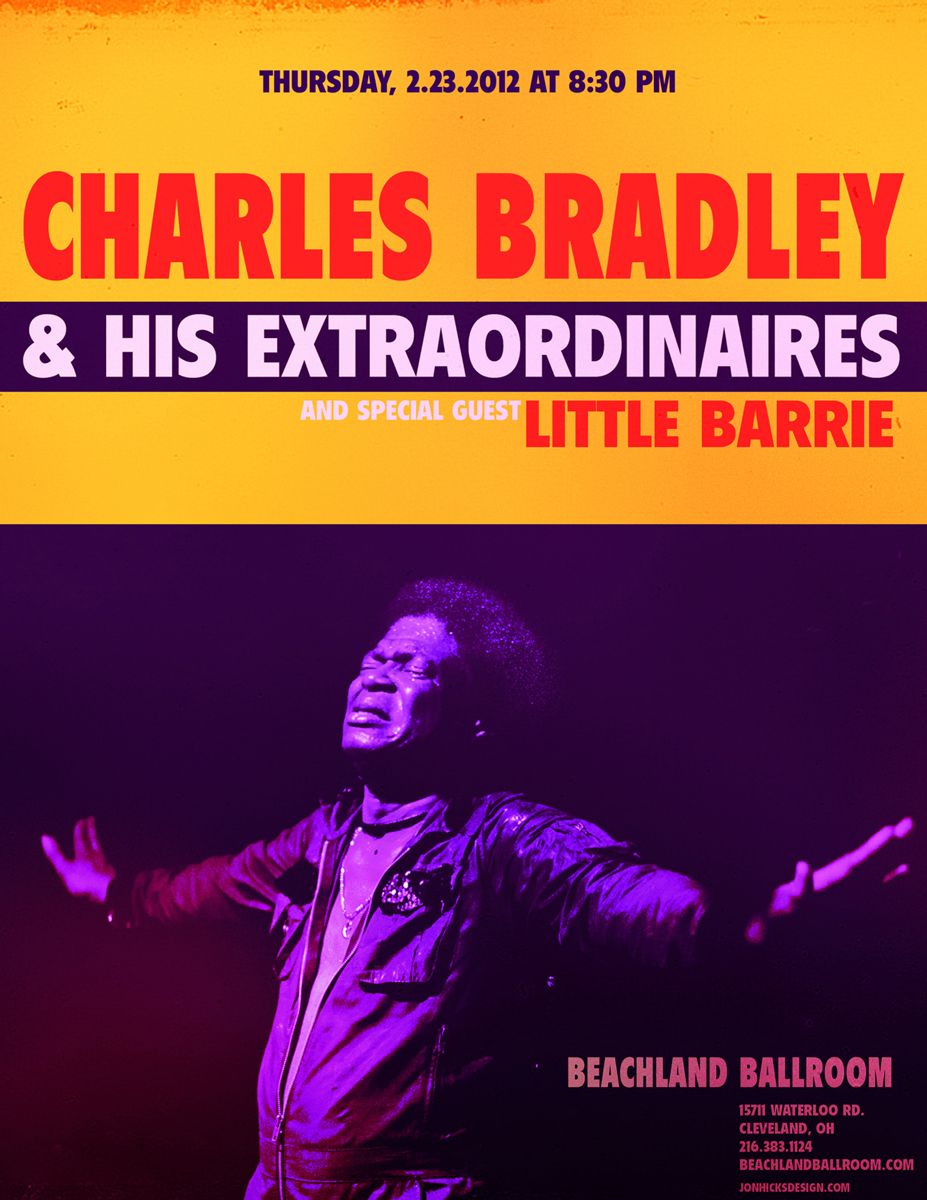 THURSDAY, 2.23.2012 AT 8:30 PM
CHARLES BRADLEY
& HIS EXTRAORDINAIRES
AND SPECIAL GUEST LITTLE BARRIE
BEACHLAND BALLROOM
15711 WATERLOO RD.
CLEVELAND, OH
216.383.1124
BEACHLANDBALLROOM.COM
JONHICKSDESIGN.COM